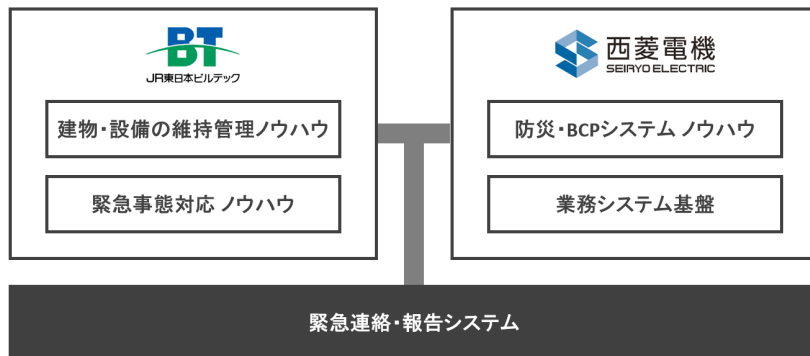 BT
JR東日本ビルテック
建物・設備の維持管理ノウハウ
緊急事態対応 ノウハウ
西菱電機
SEIRYO ELECTRIC
防災・BCPシステム ノウハウ
業務システム基盤
緊急連絡・報告システム